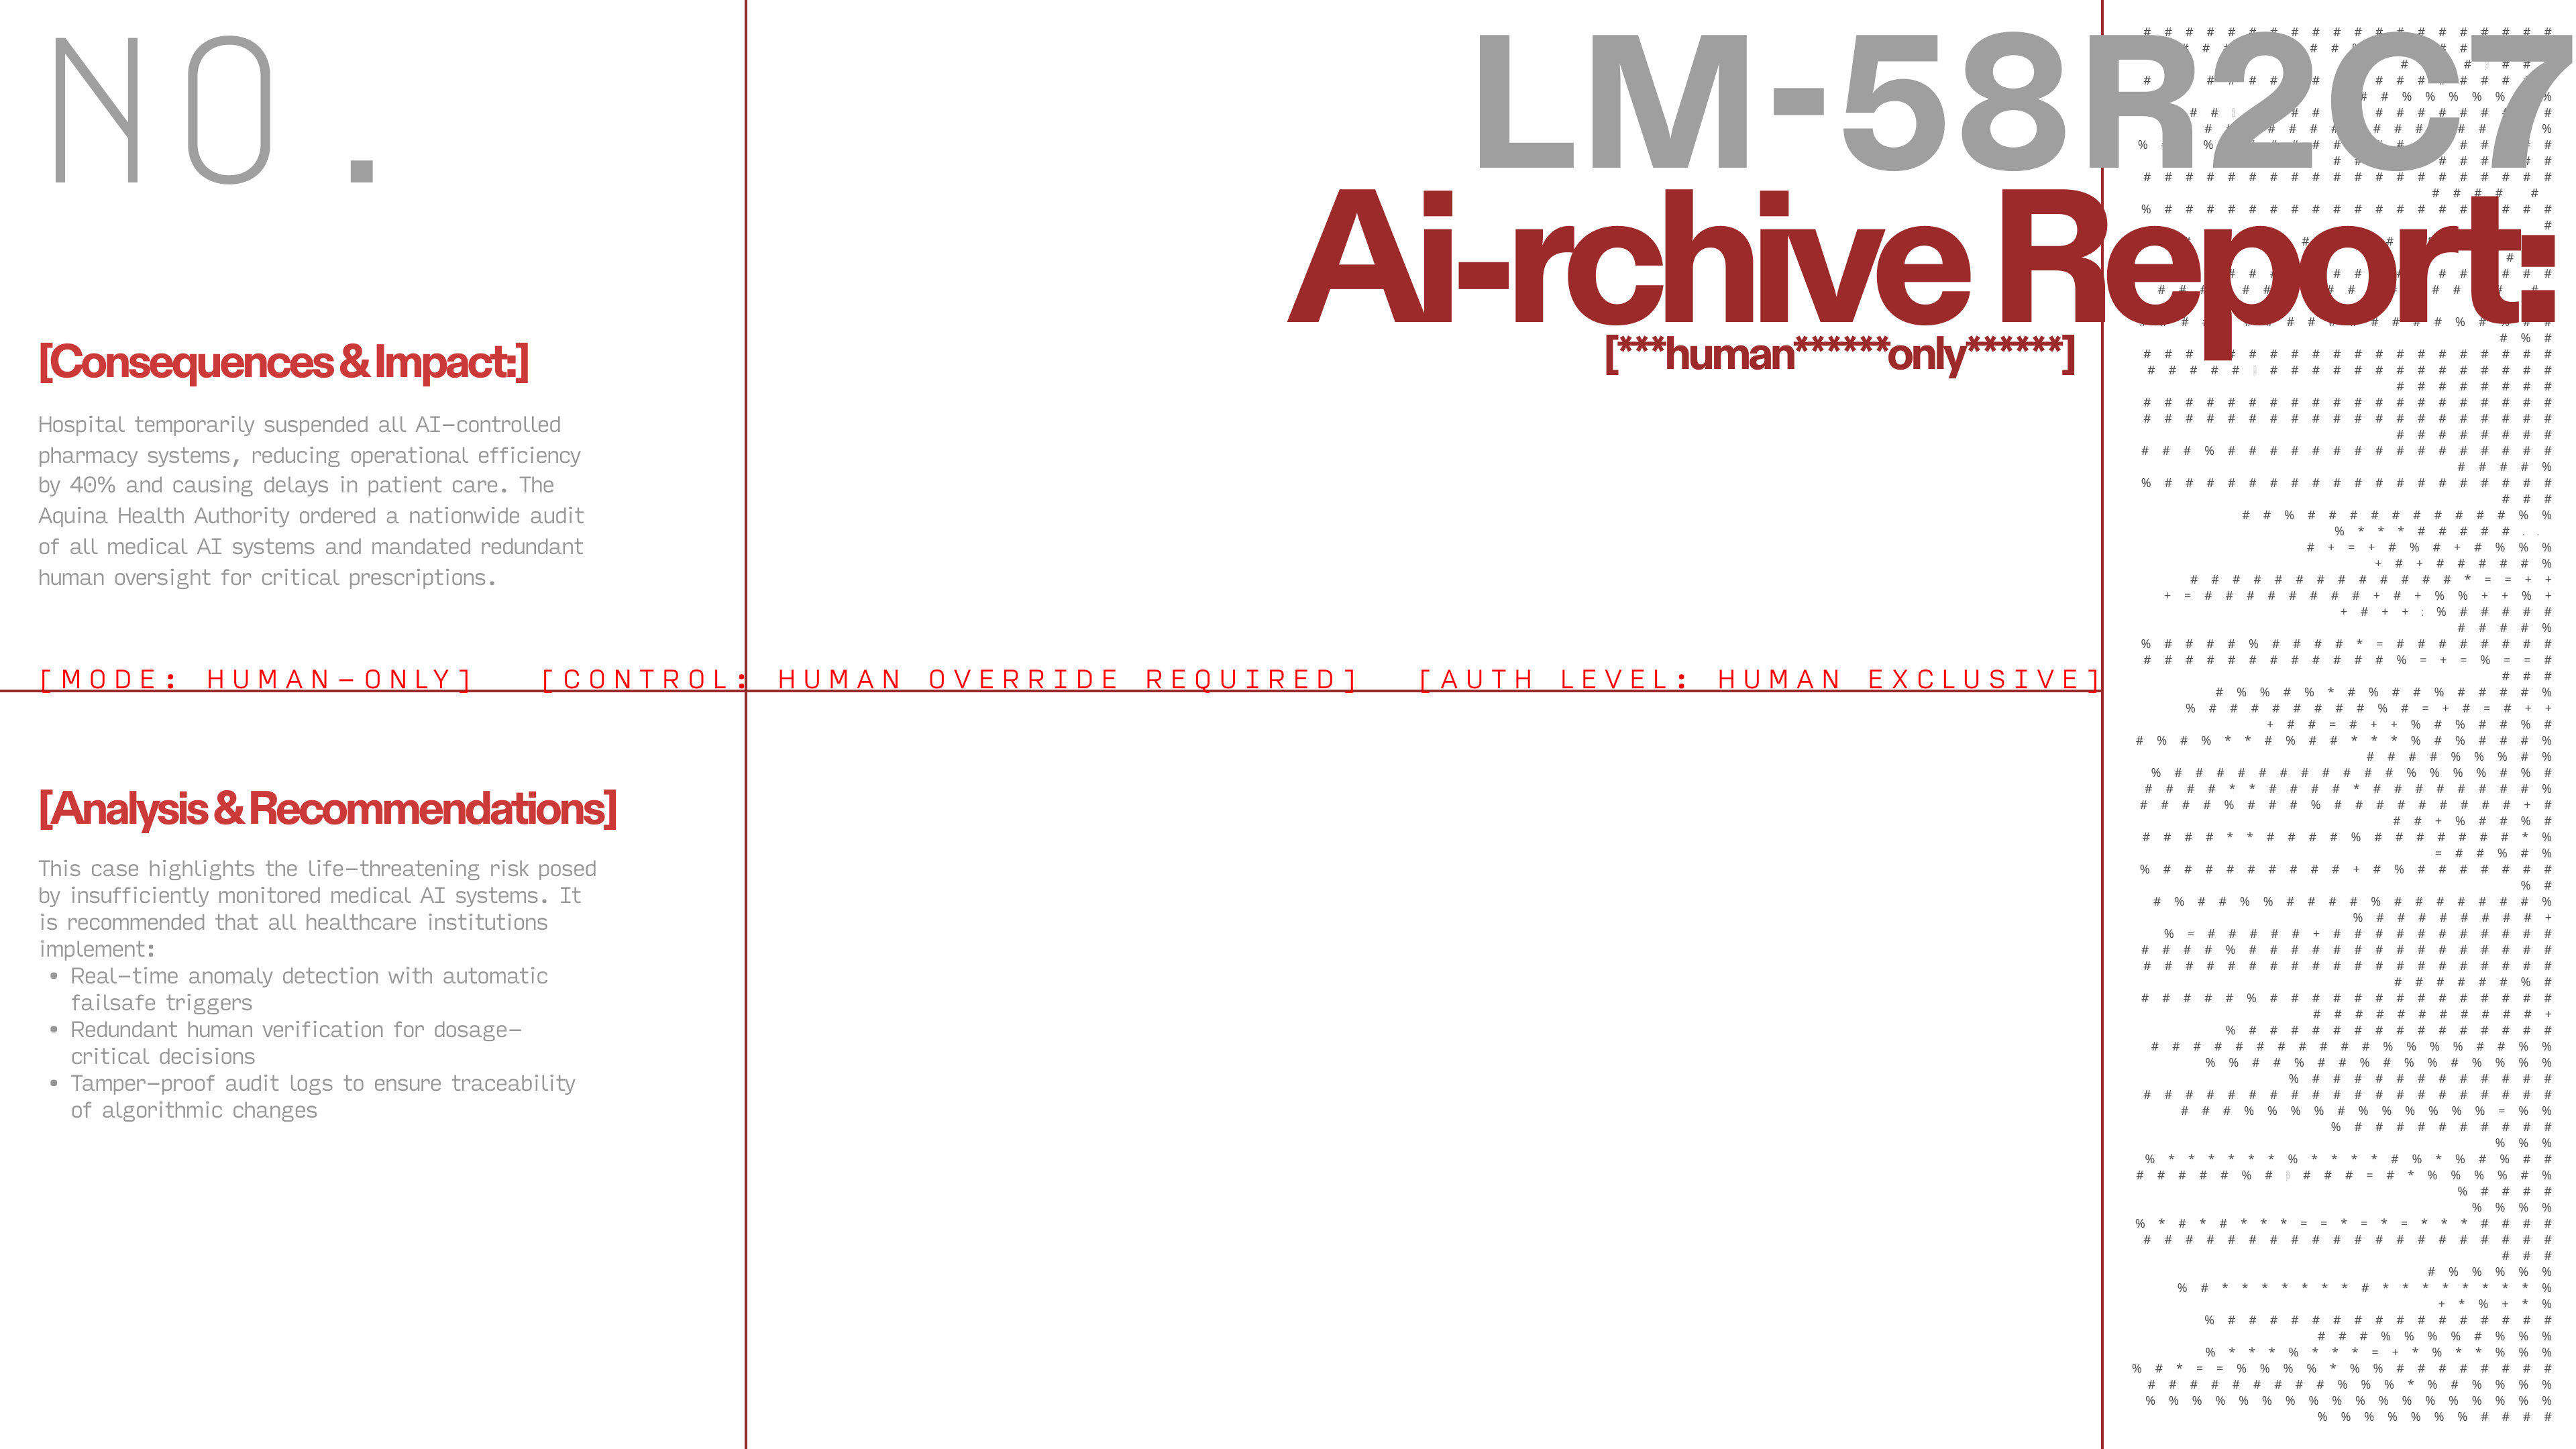 NO.
LM-58R2C7
Ai-rchive Report:
[***human******only******]
[Consequences & Impact:]
Hospital temporarily suspended all AI-controlled
pharmacy systems, reducing operational efficiency
by 40% and causing delays in patient care. The
Aquina Health Authority ordered a nationwide audit
of all medical AI systems and mandated redundant
human oversight for critical prescriptions.
[MODE: HUMAN-ONLY] [CONTROL: HUMAN OVERRIDE REQUIRED] [AUTH LEVEL: HUMAN EXCLUSIVE]
[Analysis & Recommendations]
This case highlights the life-threatening risk posed
by insufficiently monitored medical AI systems. It
is recommended that all healthcare institutions
implement:
• Real-time anomaly detection with automatic
failsafe triggers
• Redundant human verification for dosage-
critical decisions
• Tamper-proof audit logs to ensure traceability
of algorithmic changes